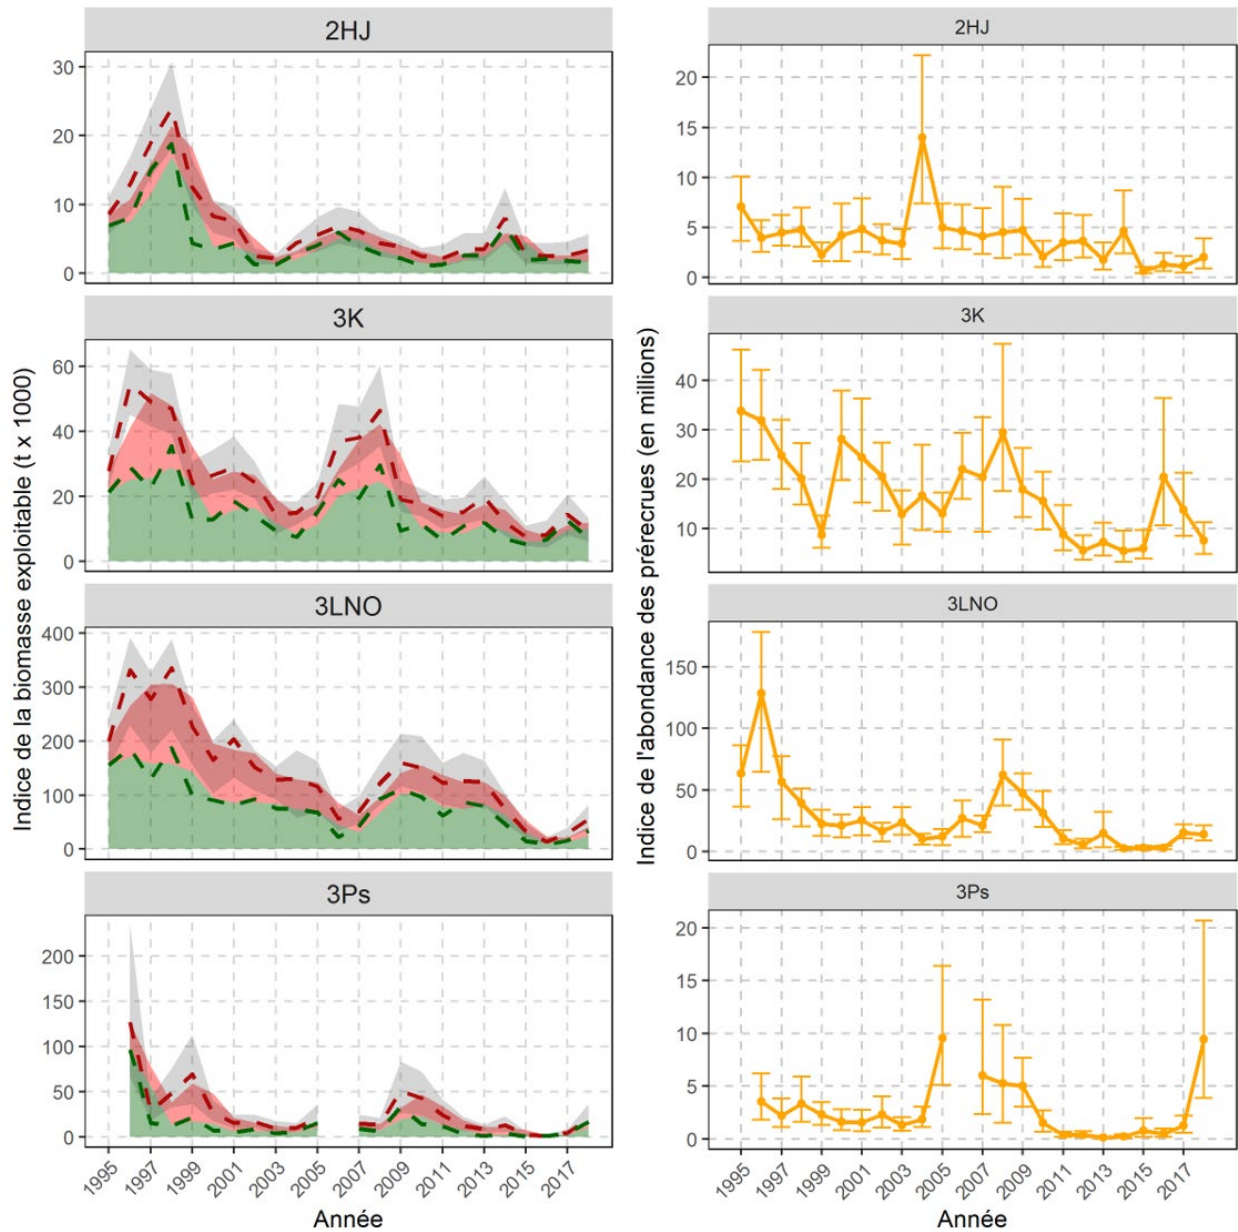 Indice de la biomasse exploitable (t x 1000)
2HJ
30
20
10
0
3K
60
40
20
0
3LNO
400
300
200
100
0
3Ps
200
150
100
50
0
1995 1997 1999 2001 2003 2005 2007 2009 2011 2013 2015 2017
Année
Indice de l'abondance des prérecrues (en millions)
2HJ
20
15
10
5
0
3K
40
30
20
10
3LNO
150
100
50
0
3Ps
20
15
10
5
0
1995 1997 1999 2001 2003 2005 2007 2009 2011 2013 2015 2017
Année